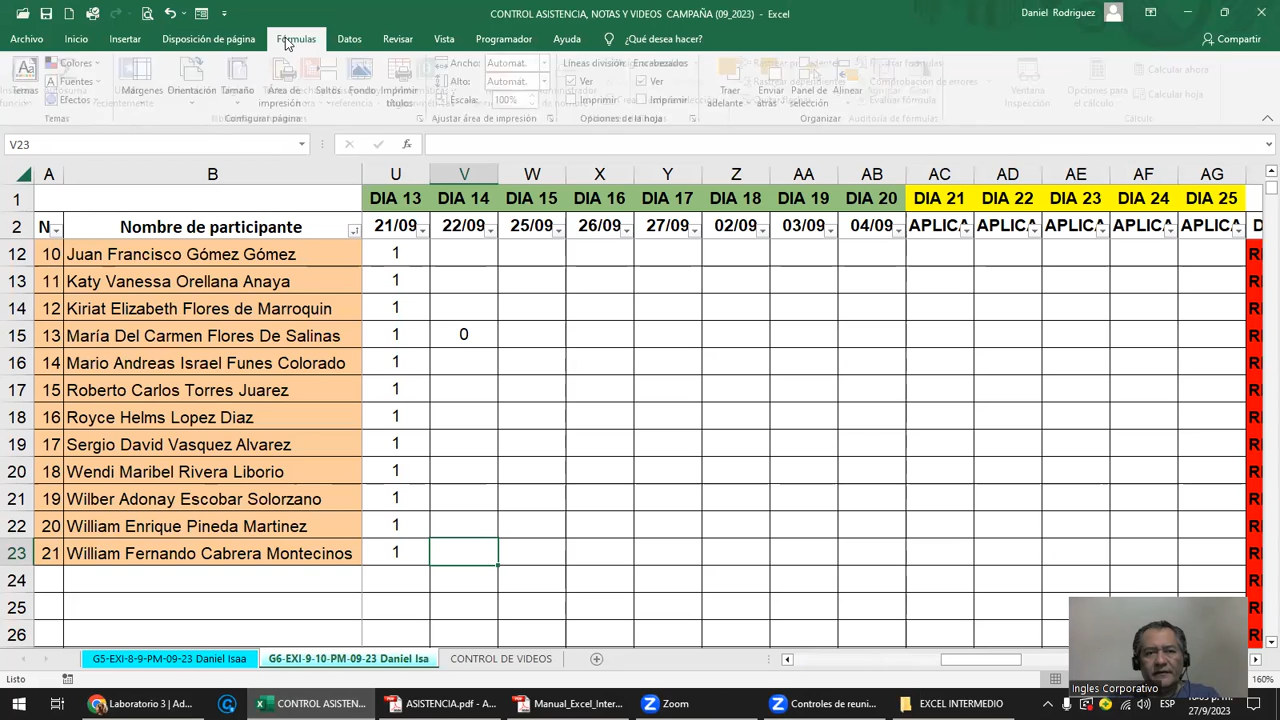 CONTROL ASISTENCIA, NOTAS Y VIDEOS CAMPAÑA (09_2023) - Excel
Daniel Rodriguez
Archivo Inicio Insertar Disposición de página Fórmulas Datos Revisar Vista Programador Ayuda ¿Qué desea hacer? Compartir
Colores
Fuentes
Efectos
Temas
Márgenes Orientación Tamaño Área de impresión Saltos Fondo Imprimir títulos
Ancho: Automát.
Alto: Automát.
Escala: 100%
Líneas división Encabezados
Ver Ver
Imprimir Imprimir
Traer adelante Enviar atrás Panel de selección Alinear
Ventana Inspección
Opciones para el cálculo
Calcular ahora
Calcular hoja
Temas Configurar página Ajustar área de impresión Opciones de la hoja Organizar Cálculo
V23
A B U V W X Y Z AA AB AC AD AE AF AG
1 DIA 13 DIA 14 DIA 15 DIA 16 DIA 17 DIA 18 DIA 19 DIA 20 DIA 21 DIA 22 DIA 23 DIA 24 DIA 25
2 N Nombre de participante 21/09 22/09 25/09 26/09 27/09 02/09 03/09 04/09 APLICA APLICA APLICA APLICA APLICA D
12 10 Juan Francisco Gómez Gómez 1
13 11 Katy Vanessa Orellana Anaya 1
14 12 Kiriat Elizabeth Flores de Marroquin 1
15 13 María Del Carmen Flores De Salinas 1 0
16 14 Mario Andreas Israel Funes Colorado 1
17 15 Roberto Carlos Torres Juarez 1
18 16 Royce Helms Lopez Diaz 1
19 17 Sergio David Vasquez Alvarez 1
20 18 Wendi Maribel Rivera Liborio 1
21 19 Wilber Adonay Escobar Solorzano 1
22 20 William Enrique Pineda Martinez 1
23 21 William Fernando Cabrera Montecinos 1
24
25
26
G5-EXI-8-9-PM-09-23 Daniel Isaa G6-EXI-9-10-PM-09-23 Daniel Isa CONTROL DE VIDEOS
Listo
160%
Ingles Corporativo
Laboratorio 3 | Ad... CONTROL ASISTEN... ASISTENCIA.pdf - A... Manual_Excel_Inter... Zoom Controles de reuni... EXCEL INTERMEDIO
ESP
27/9/2023